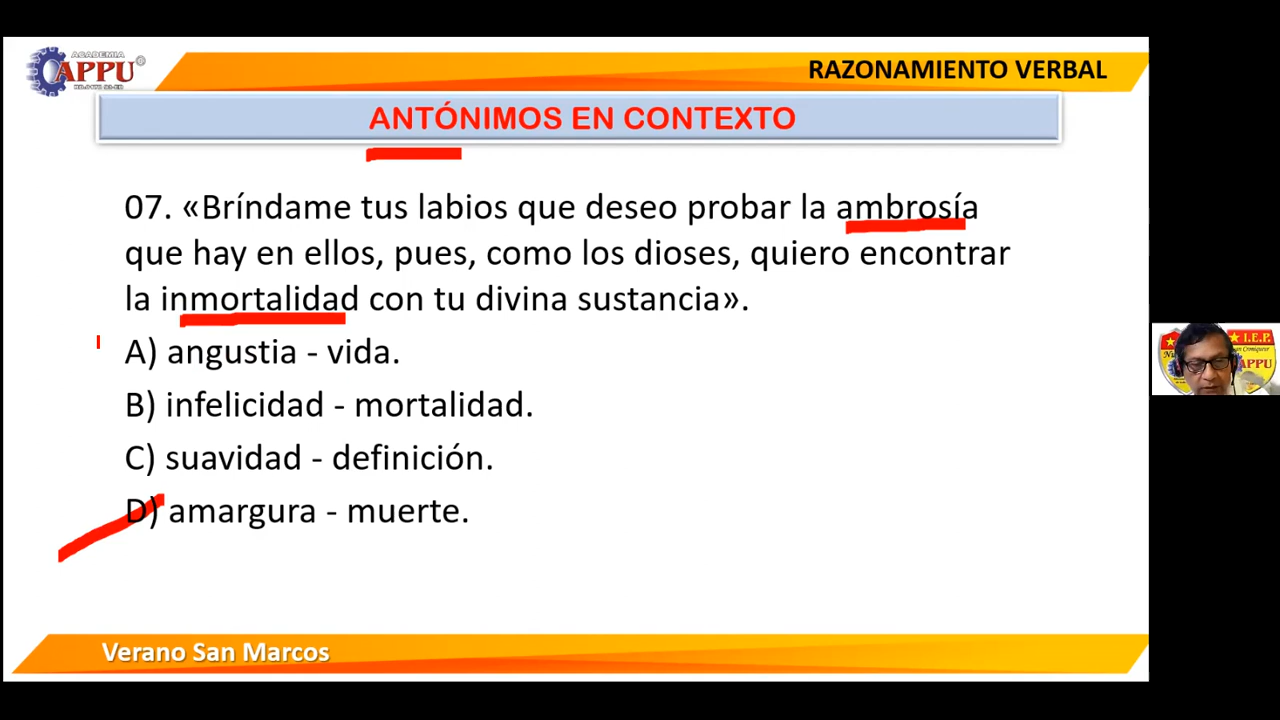 ACADEMIA
APPU
RAZONAMIENTO VERBAL
ANTÓNIMOS EN CONTEXTO
07. «Bríndame tus labios que deseo probar la ambrosía
que hay en ellos, pues, como los dioses, quiero encontrar
la inmortalidad con tu divina sustancia».
A) angustia - vida.
B) infelicidad - mortalidad.
C) suavidad - definición.
D) amargura - muerte.
I.E.P.
APPU
Verano San Marcos